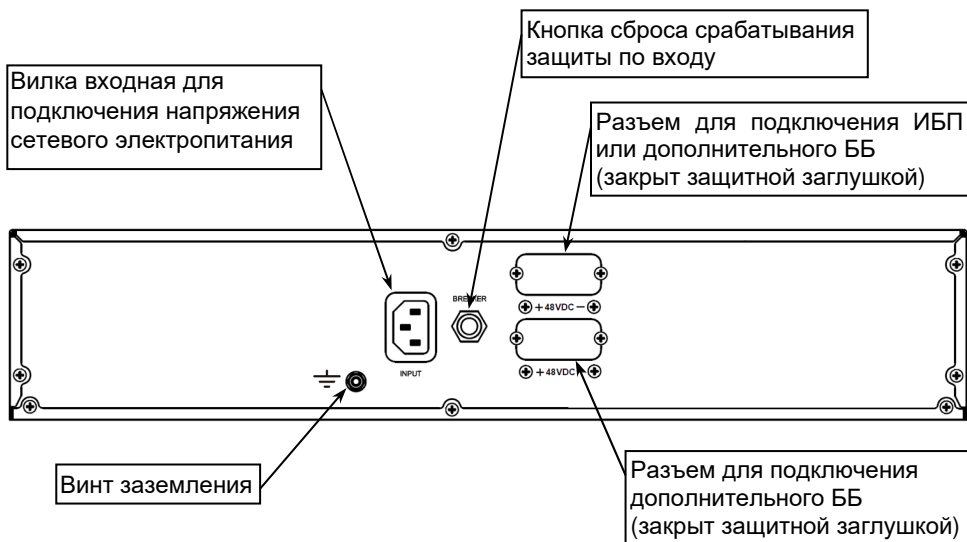 Кнопка сброса срабатывания
защиты по входу
Вилка входная для
подключения напряжения
сетевого электропитания
Разъем для подключения ИБП
или дополнительного ББ
(закрыт защитной заглушкой)
BREAKER
+ 48VDC −
INPUT
+ 48VDC
Винт заземления
Разъем для подключения
дополнительного ББ
(закрыт защитной заглушкой)